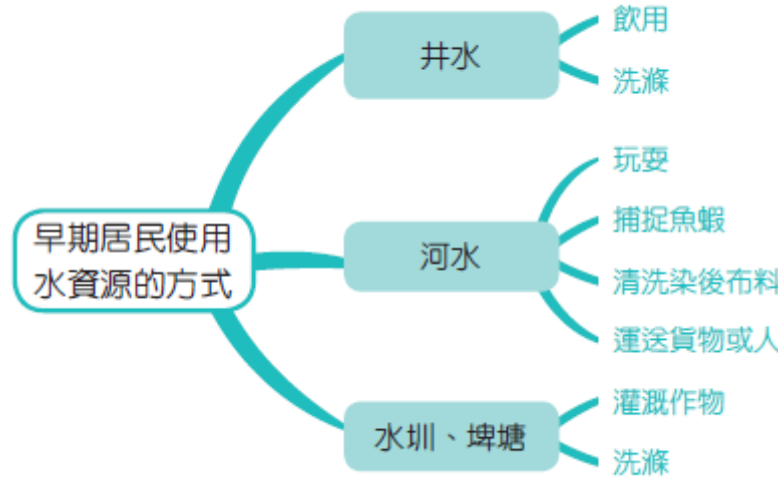 早期居民使用
水資源的方式
井水
飲用
洗滌
河水
玩耍
捕捉魚蝦
清洗染後布料
運送貨物或人
水圳、埤塘
灌溉作物
洗滌